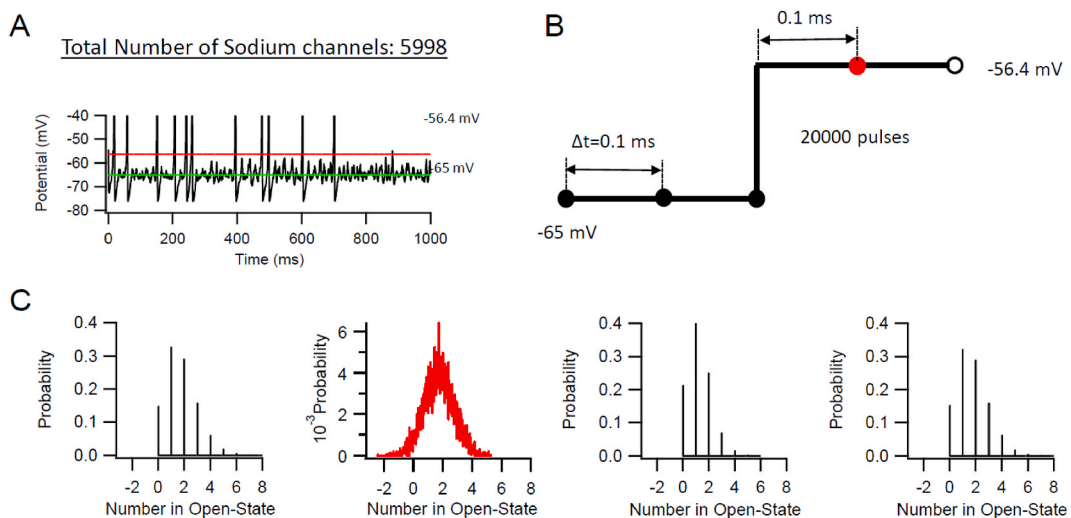 A
Total Number of Sodium channels: 5998
-40
-50
-60
-70
-80
Potential (mV)
-56.4 mV
-65 mV
0
200
400
600
800
1000
Time (ms)
B
0.1 ms
-56.4 mV
Δt=0.1 ms
20000 pulses
-65 mV
C
0.4
0.3
0.2
0.1
0.0
Probability
-2 0 2 4 6 8
Number in Open-State
6
4
2
0
10-3 Probability
-2 0 2 4 6 8
Number in Open-State
0.4
0.3
0.2
0.1
0.0
Probability
-2 0 2 4 6 8
Number in Open-State
0.4
0.3
0.2
0.1
0.0
Probability
-2 0 2 4 6 8
Number in Open-State